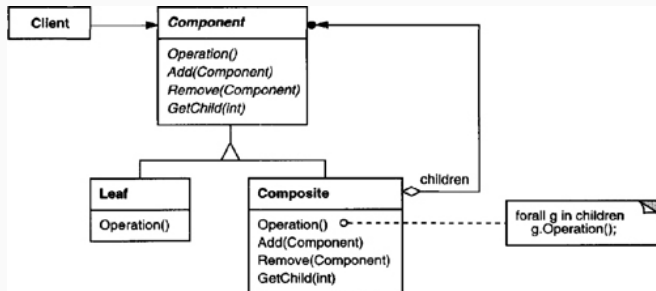 Client
Component
Operation()
Add(Component)
Remove(Component)
GetChild(int)
Leaf
Operation()
Composite
Operation()
Add(Component)
Remove(Component)
GetChild(int)
children
forall g in children
g.Operation();